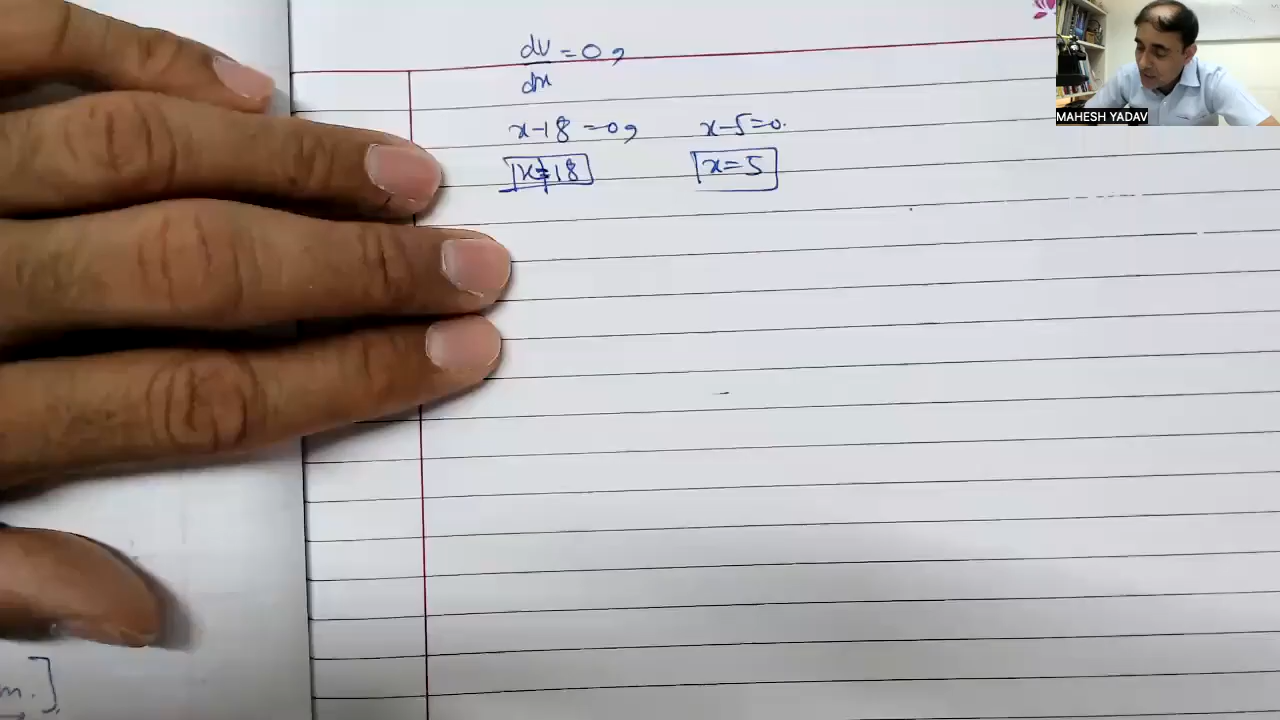 dv/dx = 0,
x-18 = 0, x-5=0.
x≠18 x=5
m.]
MAHESH YADAV